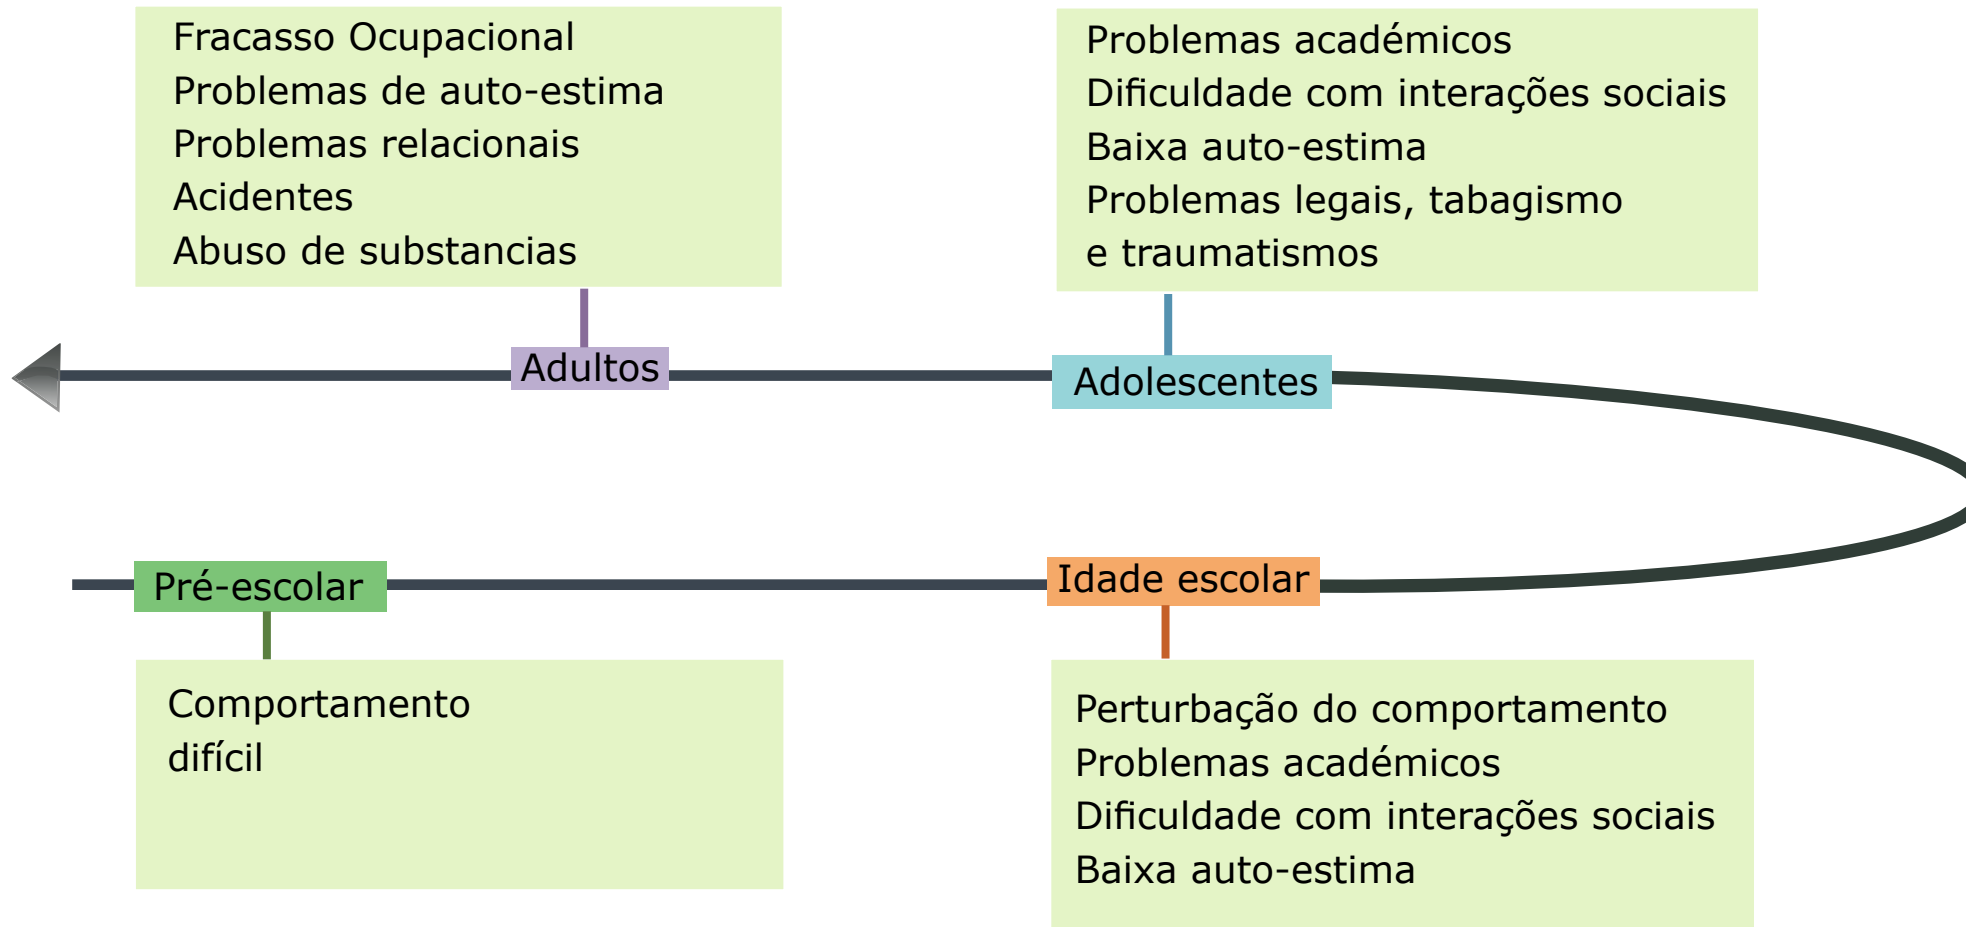 Fracasso Ocupacional
Problemas de auto-estima
Problemas relacionais
Acidentes
Abuso de substancias
Problemas académicos
Dificuldade com interações sociais
Baixa auto-estima
Problemas legais, tabagismo
e traumatismos
Adultos
Adolescentes
Pré-escolar
Idade escolar
Comportamento
difícil
Perturbação do comportamento
Problemas académicos
Dificuldade com interações sociais
Baixa auto-estima